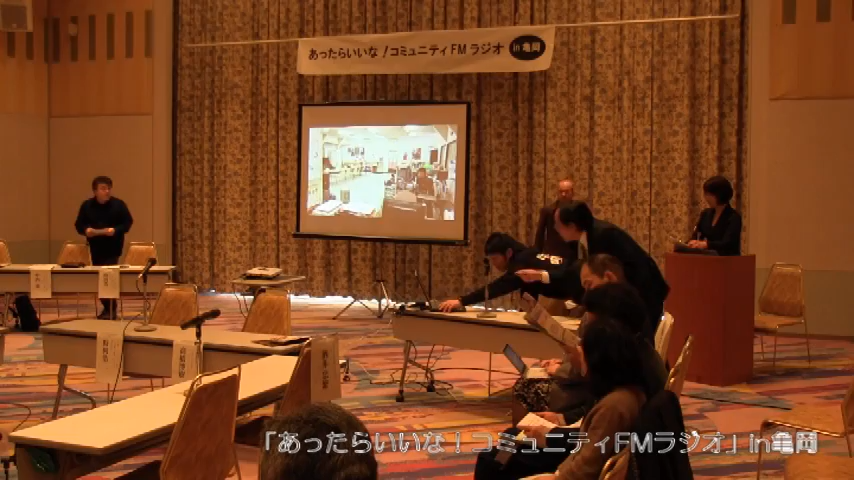 あったらいいな！コミュニティFMラジオ in亀岡
「あったらいいな！コミュニティFMラジオ」in亀岡